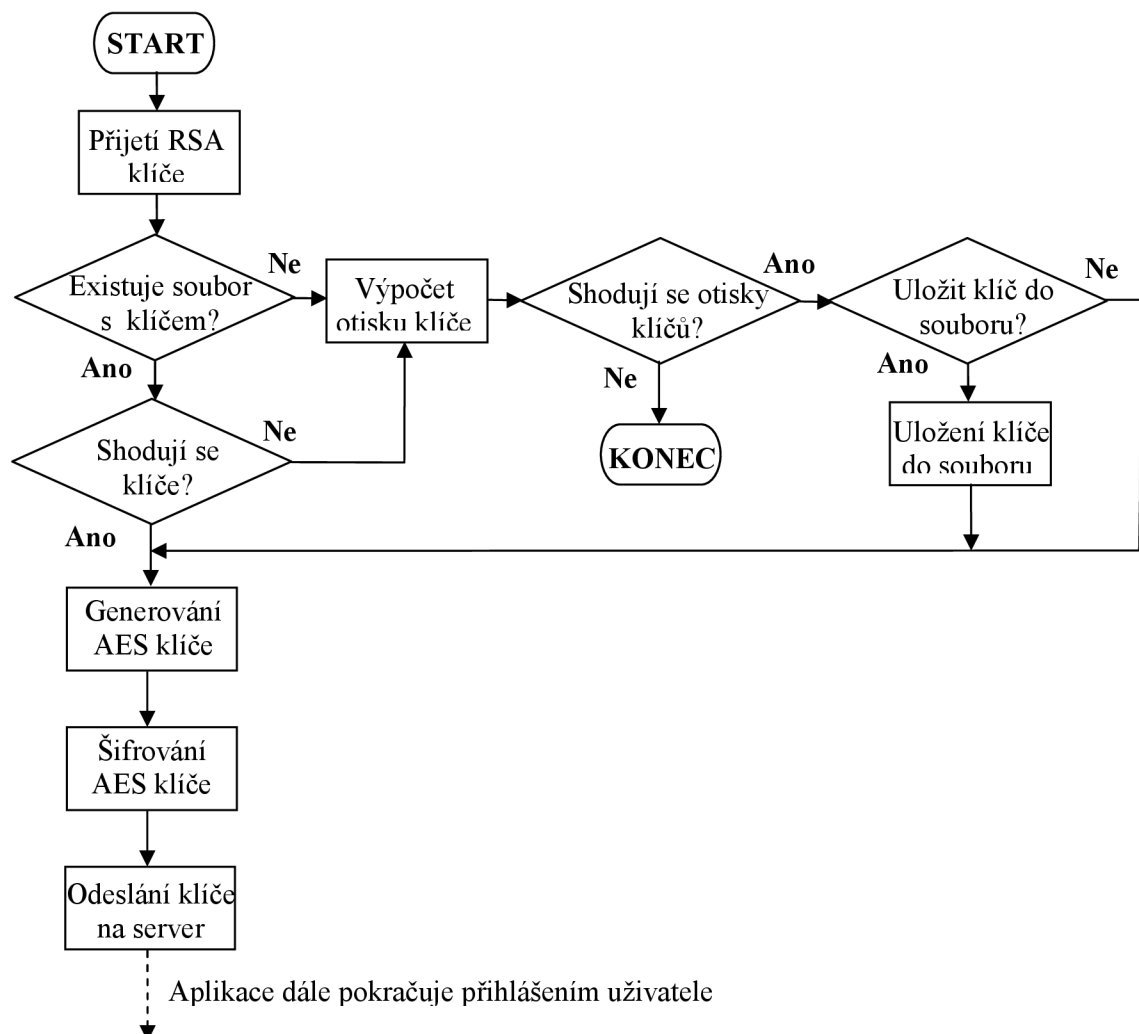 START
Přijetí RSA
klíče
Existuje soubor
s klíčem?
Ne
Výpočet
otisku klíče
Shodují se otisky
klíčů?
Ano
Uložit klíč do
souboru?
Ne
Ano
Ne
Ano
Shodují se
klíče?
Ne
KONEC
Uložení klíče
do souboru
Ano
Generování
AES klíče
Šifrování
AES klíče
Odeslání klíče
na server
Aplikace dále pokračuje přihlášením uživatele